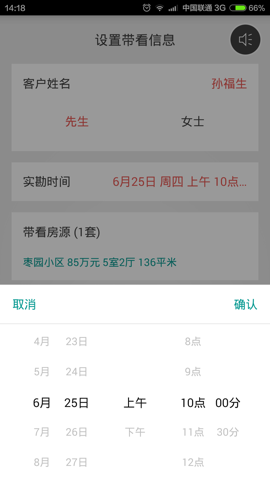 14:18 中国联通 3G 66%
设置带看信息
客户姓名 孙福生
先生 女士
实勘时间 6月25日 周四 上午 10点...
带看房源 (1套)
枣园小区 85万元 5室2厅 136平米
取消 确认
4月 23日 8点
5月 24日 9点
6月 25日 上午 10点 00分
7月 26日 下午 11点 30分
8月 27日 12点